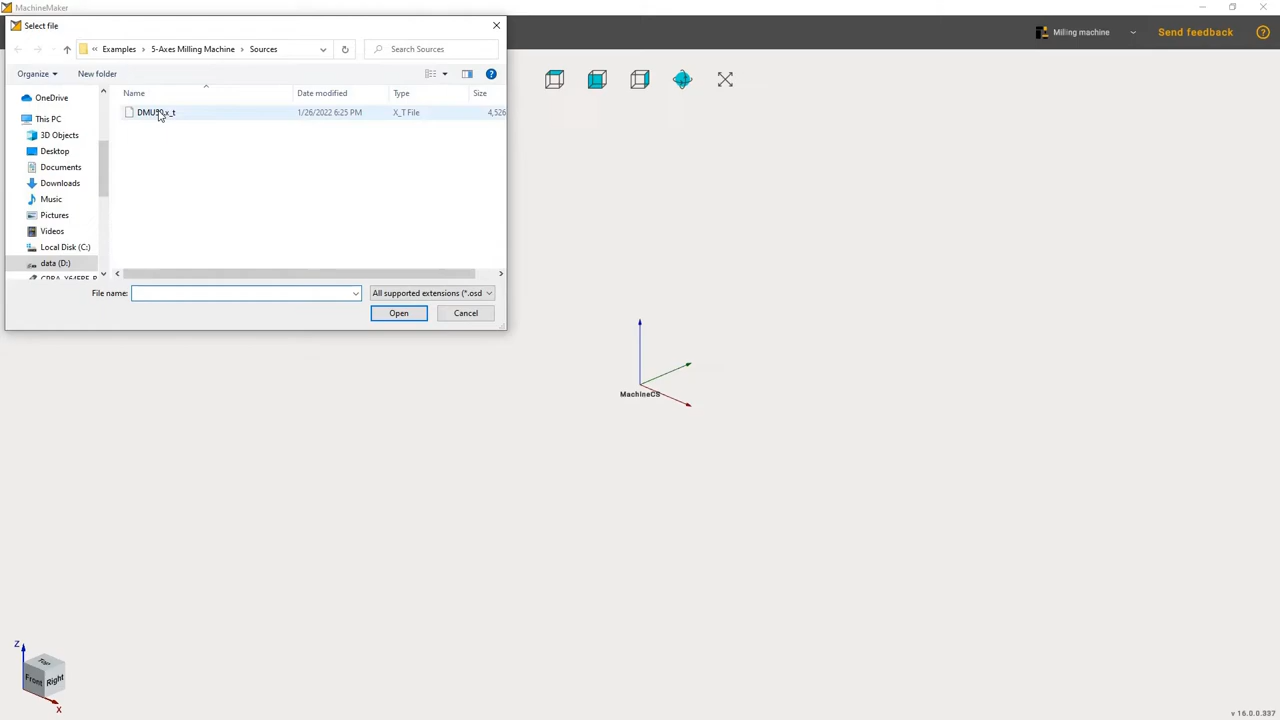 MachineMaker
Select file
Examples 5-Axes Milling Machine Sources
Search Sources
Milling machine
Send feedback
Organize
New folder
Name
Date modified
Type
Size
OneDrive
This PC
3D Objects
Desktop
Documents
Downloads
Music
Pictures
Videos
Local Disk (C:)
data (D:)
1/26/2022 6:25 PM
X_T File
4,526
File name:
All supported extensions (*.osd
Open
Cancel
MachineCS
Z
Top
Front
Right
X
v 16.0.0.337